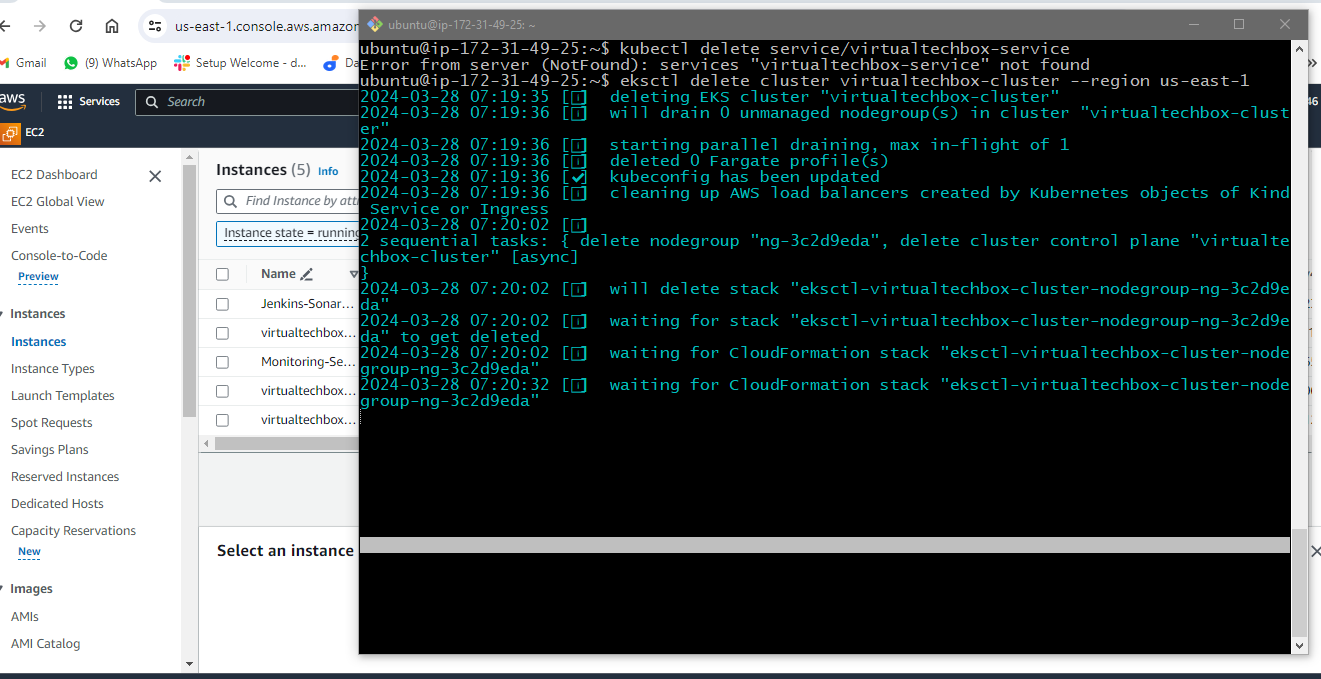 us-east-1.console.aws.amazon
Gmail
(9) WhatsApp
Setup Welcome - d...
Da
aws
Services
Search
46
EC2
EC2 Dashboard
EC2 Global View
Events
Console-to-Code
Preview
Instances
Instances
Instance Types
Launch Templates
Spot Requests
Savings Plans
Reserved Instances
Dedicated Hosts
Capacity Reservations
New
Images
AMIs
AMI Catalog
Instances (5) Info
Find Instance by att
Instance state = running
Name
Jenkins-Sonar...
virtualtechbox...
Monitoring-Se...
virtualtechbox...
virtualtechbox...
Select an instance
ubuntu@ip-172-31-49-25: ~
ubuntu@ip-172-31-49-25:~$ kubectl delete service/virtualtechbox-service
Error from server (NotFound): services "virtualtechbox-service" not found
ubuntu@ip-172-31-49-25:~$ eksctl delete cluster virtualtechbox-cluster --region us-east-1
2024-03-28 07:19:35 [ℹ]  deleting EKS cluster "virtualtechbox-cluster"
2024-03-28 07:19:36 [ℹ]  will drain 0 unmanaged nodegroup(s) in cluster "virtualtechbox-clust
er"
2024-03-28 07:19:36 [ℹ]  starting parallel draining, max in-flight of 1
2024-03-28 07:19:36 [ℹ]  deleted 0 Fargate profile(s)
2024-03-28 07:19:36 [✔]  kubeconfig has been updated
2024-03-28 07:19:36 [ℹ]  cleaning up AWS load balancers created by Kubernetes objects of Kind
Service or Ingress
2024-03-28 07:20:02 [ℹ]
2 sequential tasks: { delete nodegroup "ng-3c2d9eda", delete cluster control plane "virtualte
chbox-cluster" [async]
}
2024-03-28 07:20:02 [ℹ]  will delete stack "eksctl-virtualtechbox-cluster-nodegroup-ng-3c2d9e
da"
2024-03-28 07:20:02 [ℹ]  waiting for stack "eksctl-virtualtechbox-cluster-nodegroup-ng-3c2d9e
da" to get deleted
2024-03-28 07:20:02 [ℹ]  waiting for CloudFormation stack "eksctl-virtualtechbox-cluster-node
group-ng-3c2d9eda"
2024-03-28 07:20:32 [ℹ]  waiting for CloudFormation stack "eksctl-virtualtechbox-cluster-node
group-ng-3c2d9eda"